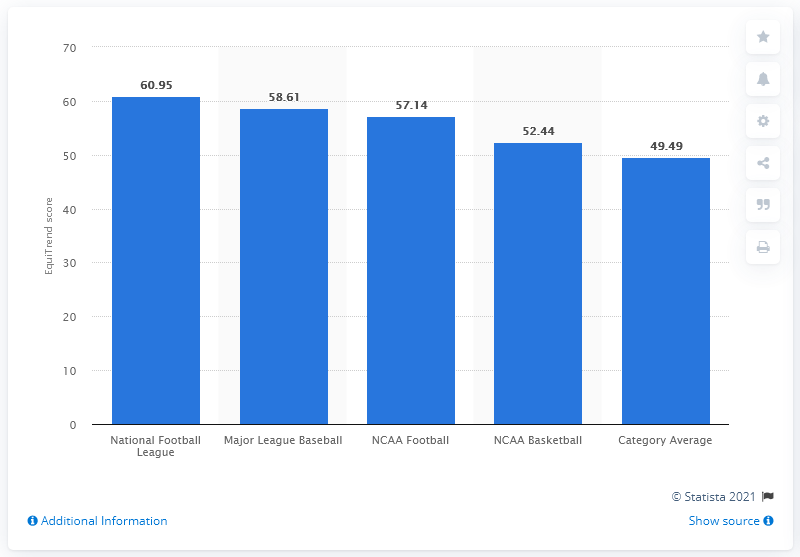 70
60
50
40
30
20
10
0
EquiTrend score
60.95
58.61
57.14
52.44
49.49
National Football
League
Major League Baseball
NCAA Football
NCAA Basketball
Category Average
© Statista 2021
Additional Information
Show source